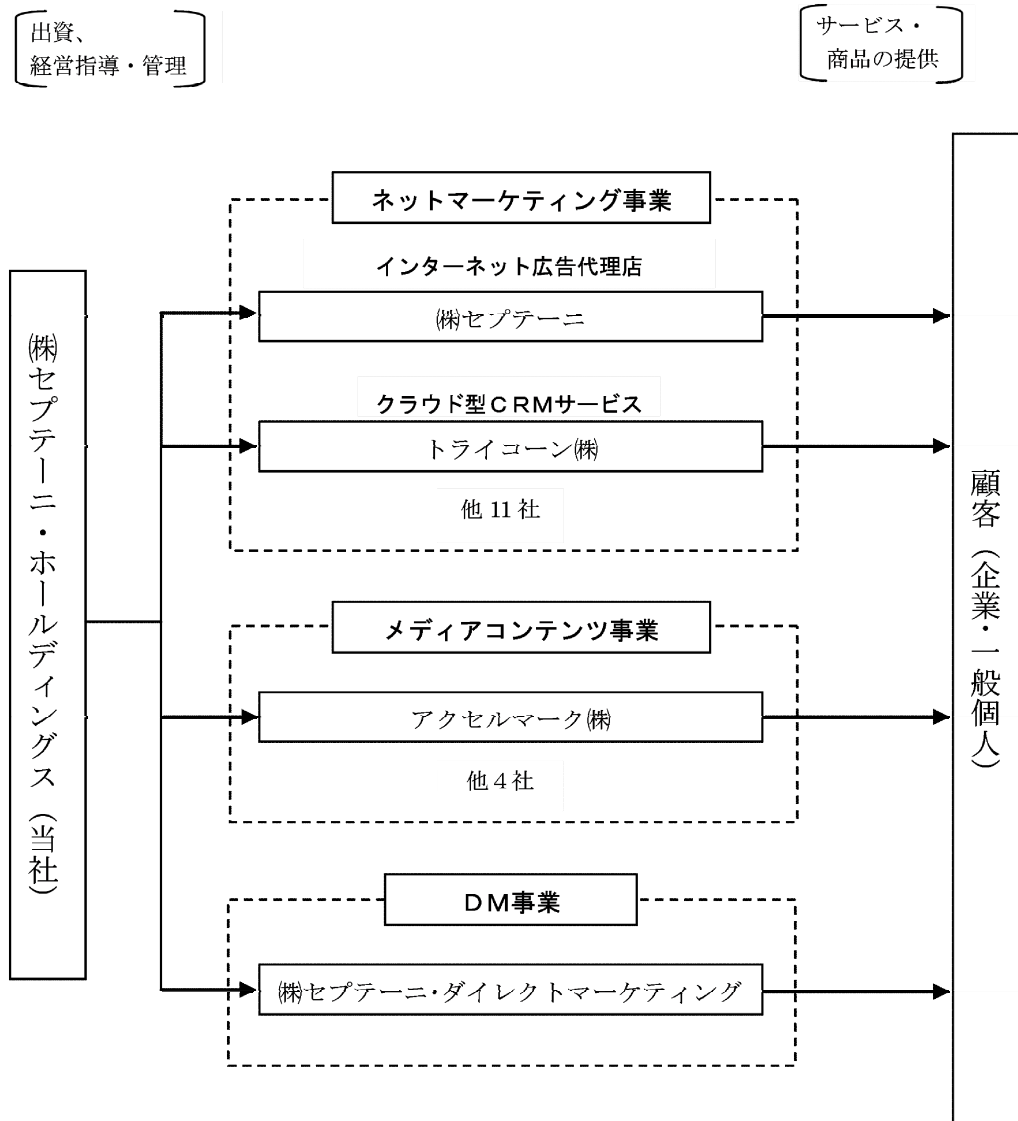 出資、
経営指導・管理
サービス・
商品の提供
ネットマーケティング事業
インターネット広告代理店
㈱セプテーニ
クラウド型ＣＲＭサービス
トライコーン㈱
他 11 社
メディアコンテンツ事業
アクセルマーク㈱
他４社
ＤＭ事業
㈱セプテーニ・ダイレクトマーケティング
㈱セプテーニ・ホールディングス（当社）
顧客（企業・一般個人）